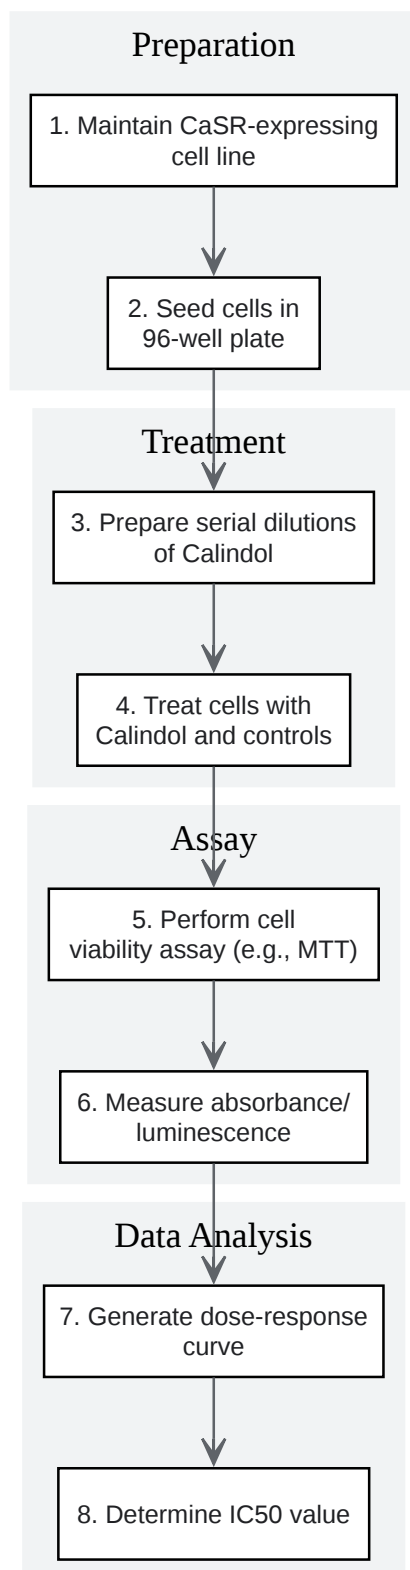 Preparation
1. Maintain CaSR-expressing
cell line
2. Seed cells in
96-well plate
Treatment
3. Prepare serial dilutions
of Calindol
4. Treat cells with
Calindol and controls
Assay
5. Perform cell
viability assay (e.g., MTT)
6. Measure absorbance/
luminescence
Data Analysis
7. Generate dose-response
curve
8. Determine IC50 value